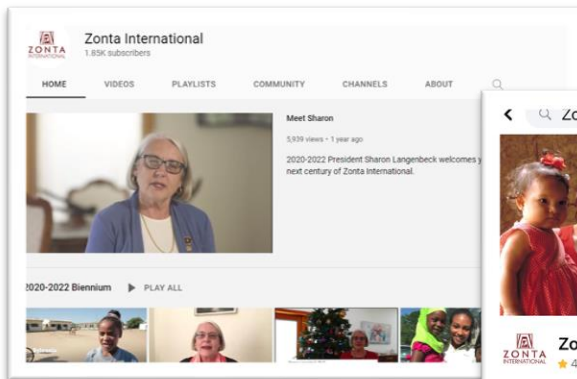 ZONTA
INTERNATIONAL
Zonta International
1.85K subscribers
HOME VIDEOS PLAYLISTS COMMUNITY CHANNELS ABOUT
Meet Sharon
5,939 views • 1 year ago
2020-2022 President Sharon Langenbeck welcomes
next century of Zonta International.
2020-2022 Biennium ▶ PLAY ALL
ZONTA
INTERNATIONAL